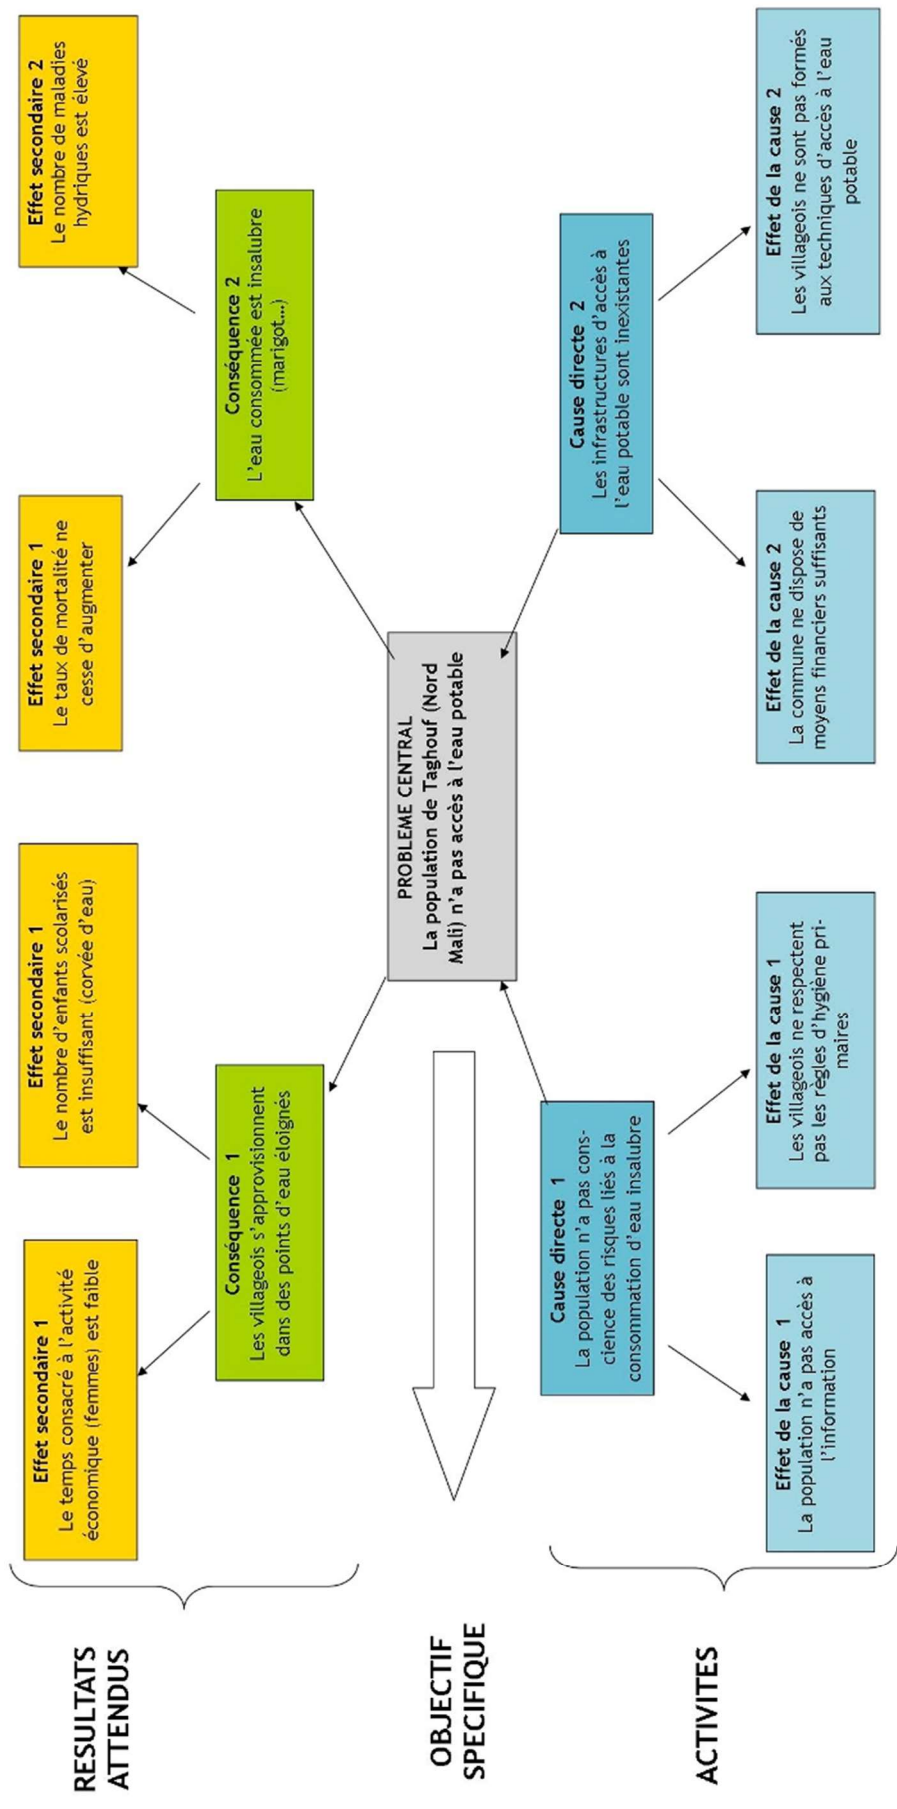 RESULTATS
ATTENDUS
Effet secondaire 1
Le temps consacré à l'activité
économique (femmes) est faible
Effet secondaire 1
Le nombre d'enfants scolarisés
est insuffisant (corvée d'eau)
Effet secondaire 1
Le taux de mortalité ne
cesse d'augmenter
Effet secondaire 2
Le nombre de maladies
hydriques est élevé
Conséquence 1
Les villageois s'approvisionnent
dans des points d'eau éloignés
Conséquence 2
L'eau consommée est insalubre
(marigot…)
OBJECTIF
SPECIFIQUE
PROBLEME CENTRAL
La population de Taghouf (Nord
Mali) n'a pas accès à l'eau potable
Cause directe 1
La population n'a pas cons-
cience des risques liés à la
consommation d'eau insalubre
Cause directe 2
Les infrastructures d'accès à
l'eau potable sont inexistantes
ACTIVITES
Effet de la cause 1
La population n'a pas accès à
l'information
Effet de la cause 1
Les villageois ne respectent
pas les règles d'hygiène pri-
maires
Effet de la cause 2
La commune ne dispose de
moyens financiers suffisants
Effet de la cause 2
Les villageois ne sont pas formés
aux techniques d'accès à l'eau
potable